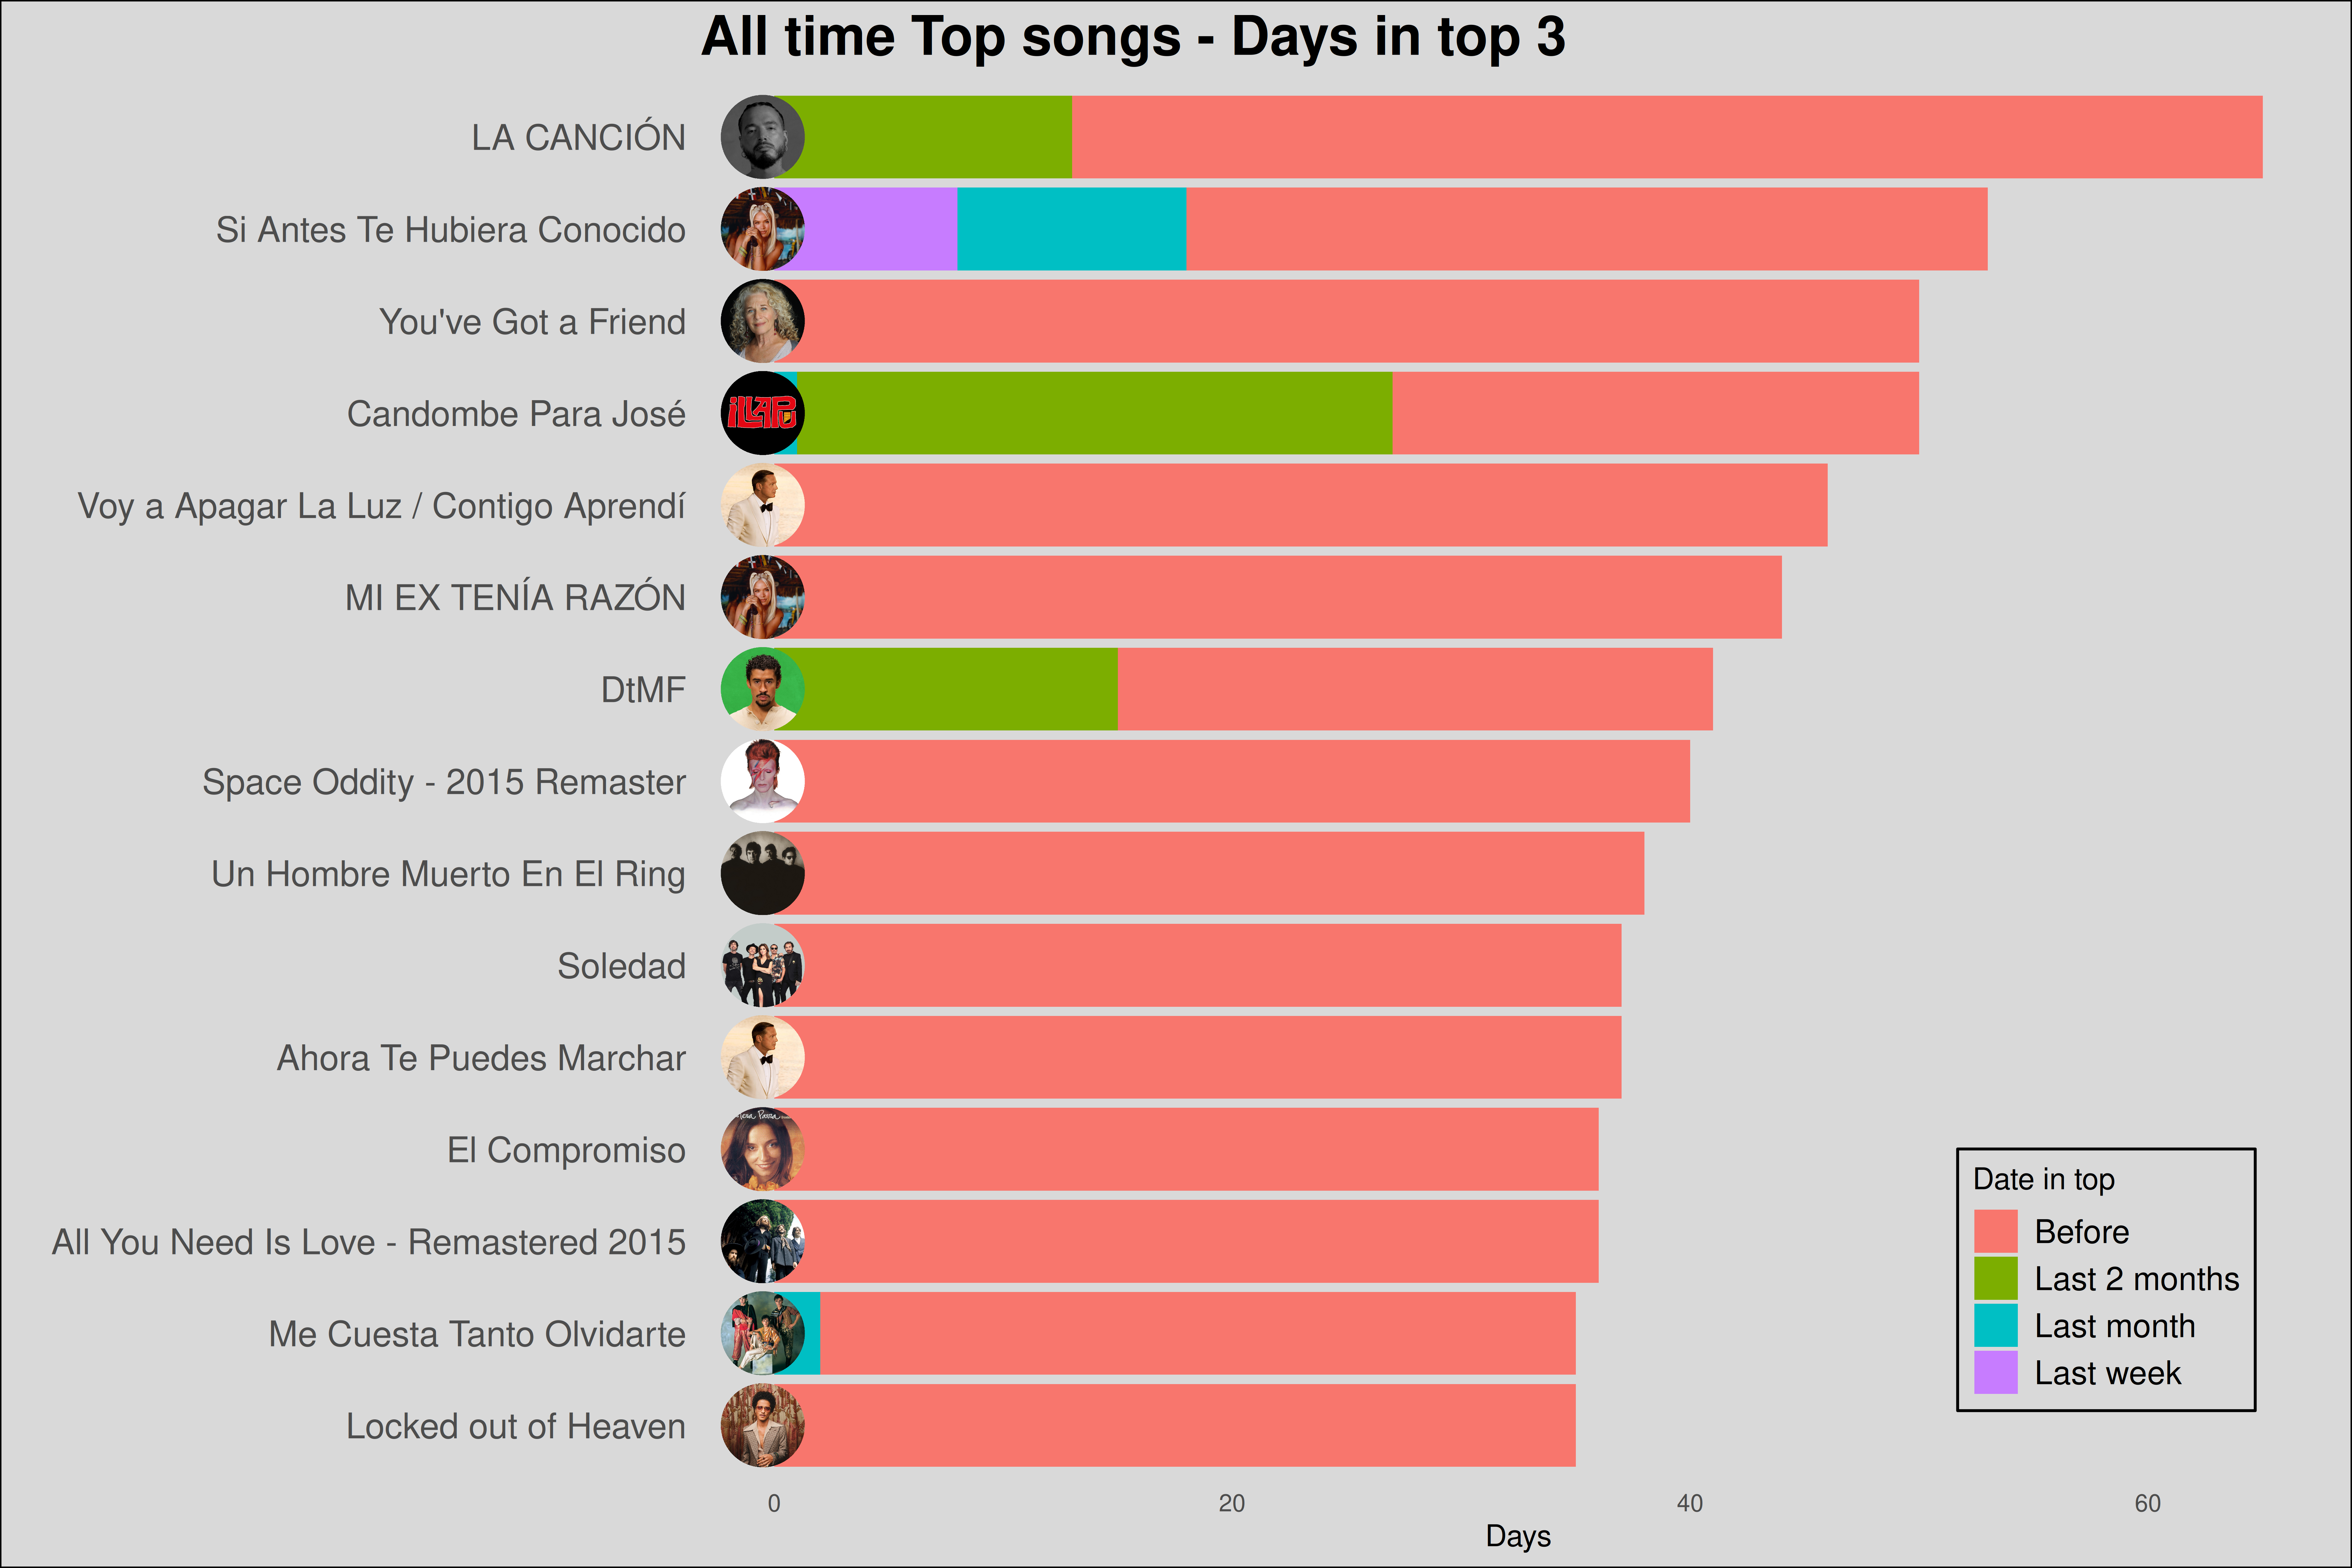 All time Top songs - Days in top 3
LA CANCIÓN
Si Antes Te Hubiera Conocido
You've Got a Friend
Candombe Para José
iLLAPU
Voy a Apagar La Luz / Contigo Aprendí
MI EX TENÍA RAZÓN
DtMF
Space Oddity - 2015 Remaster
Un Hombre Muerto En El Ring
Soledad
Ahora Te Puedes Marchar
El Compromiso
Parra
All You Need Is Love - Remastered 2015
Me Cuesta Tanto Olvidarte
Locked out of Heaven
Date in top
Before
Last 2 months
Last month
Last week
0 20 40 60
Days